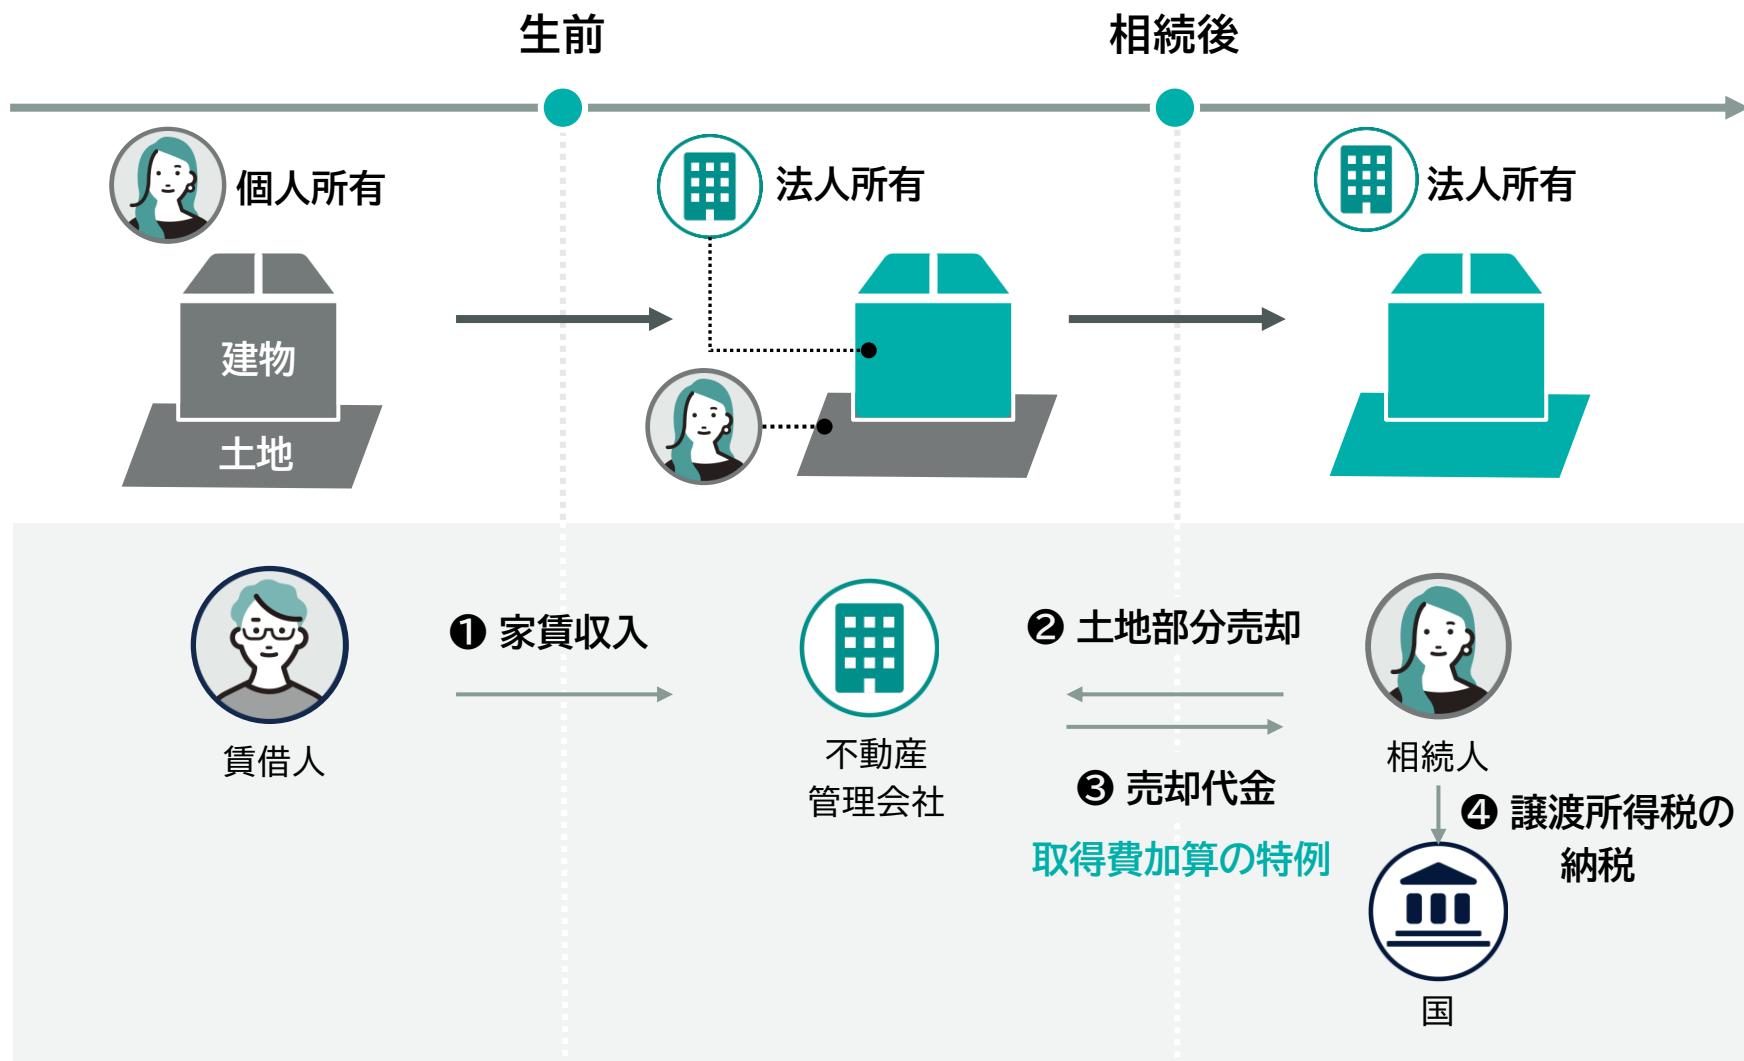 生前
相続後
個人所有
法人所有
法人所有
建物
土地
❶ 家賃収入
❷ 土地部分売却
賃借人
不動産
管理会社
❸ 売却代金
取得費加算の特例
相続人
❹ 譲渡所得税の
納税
国